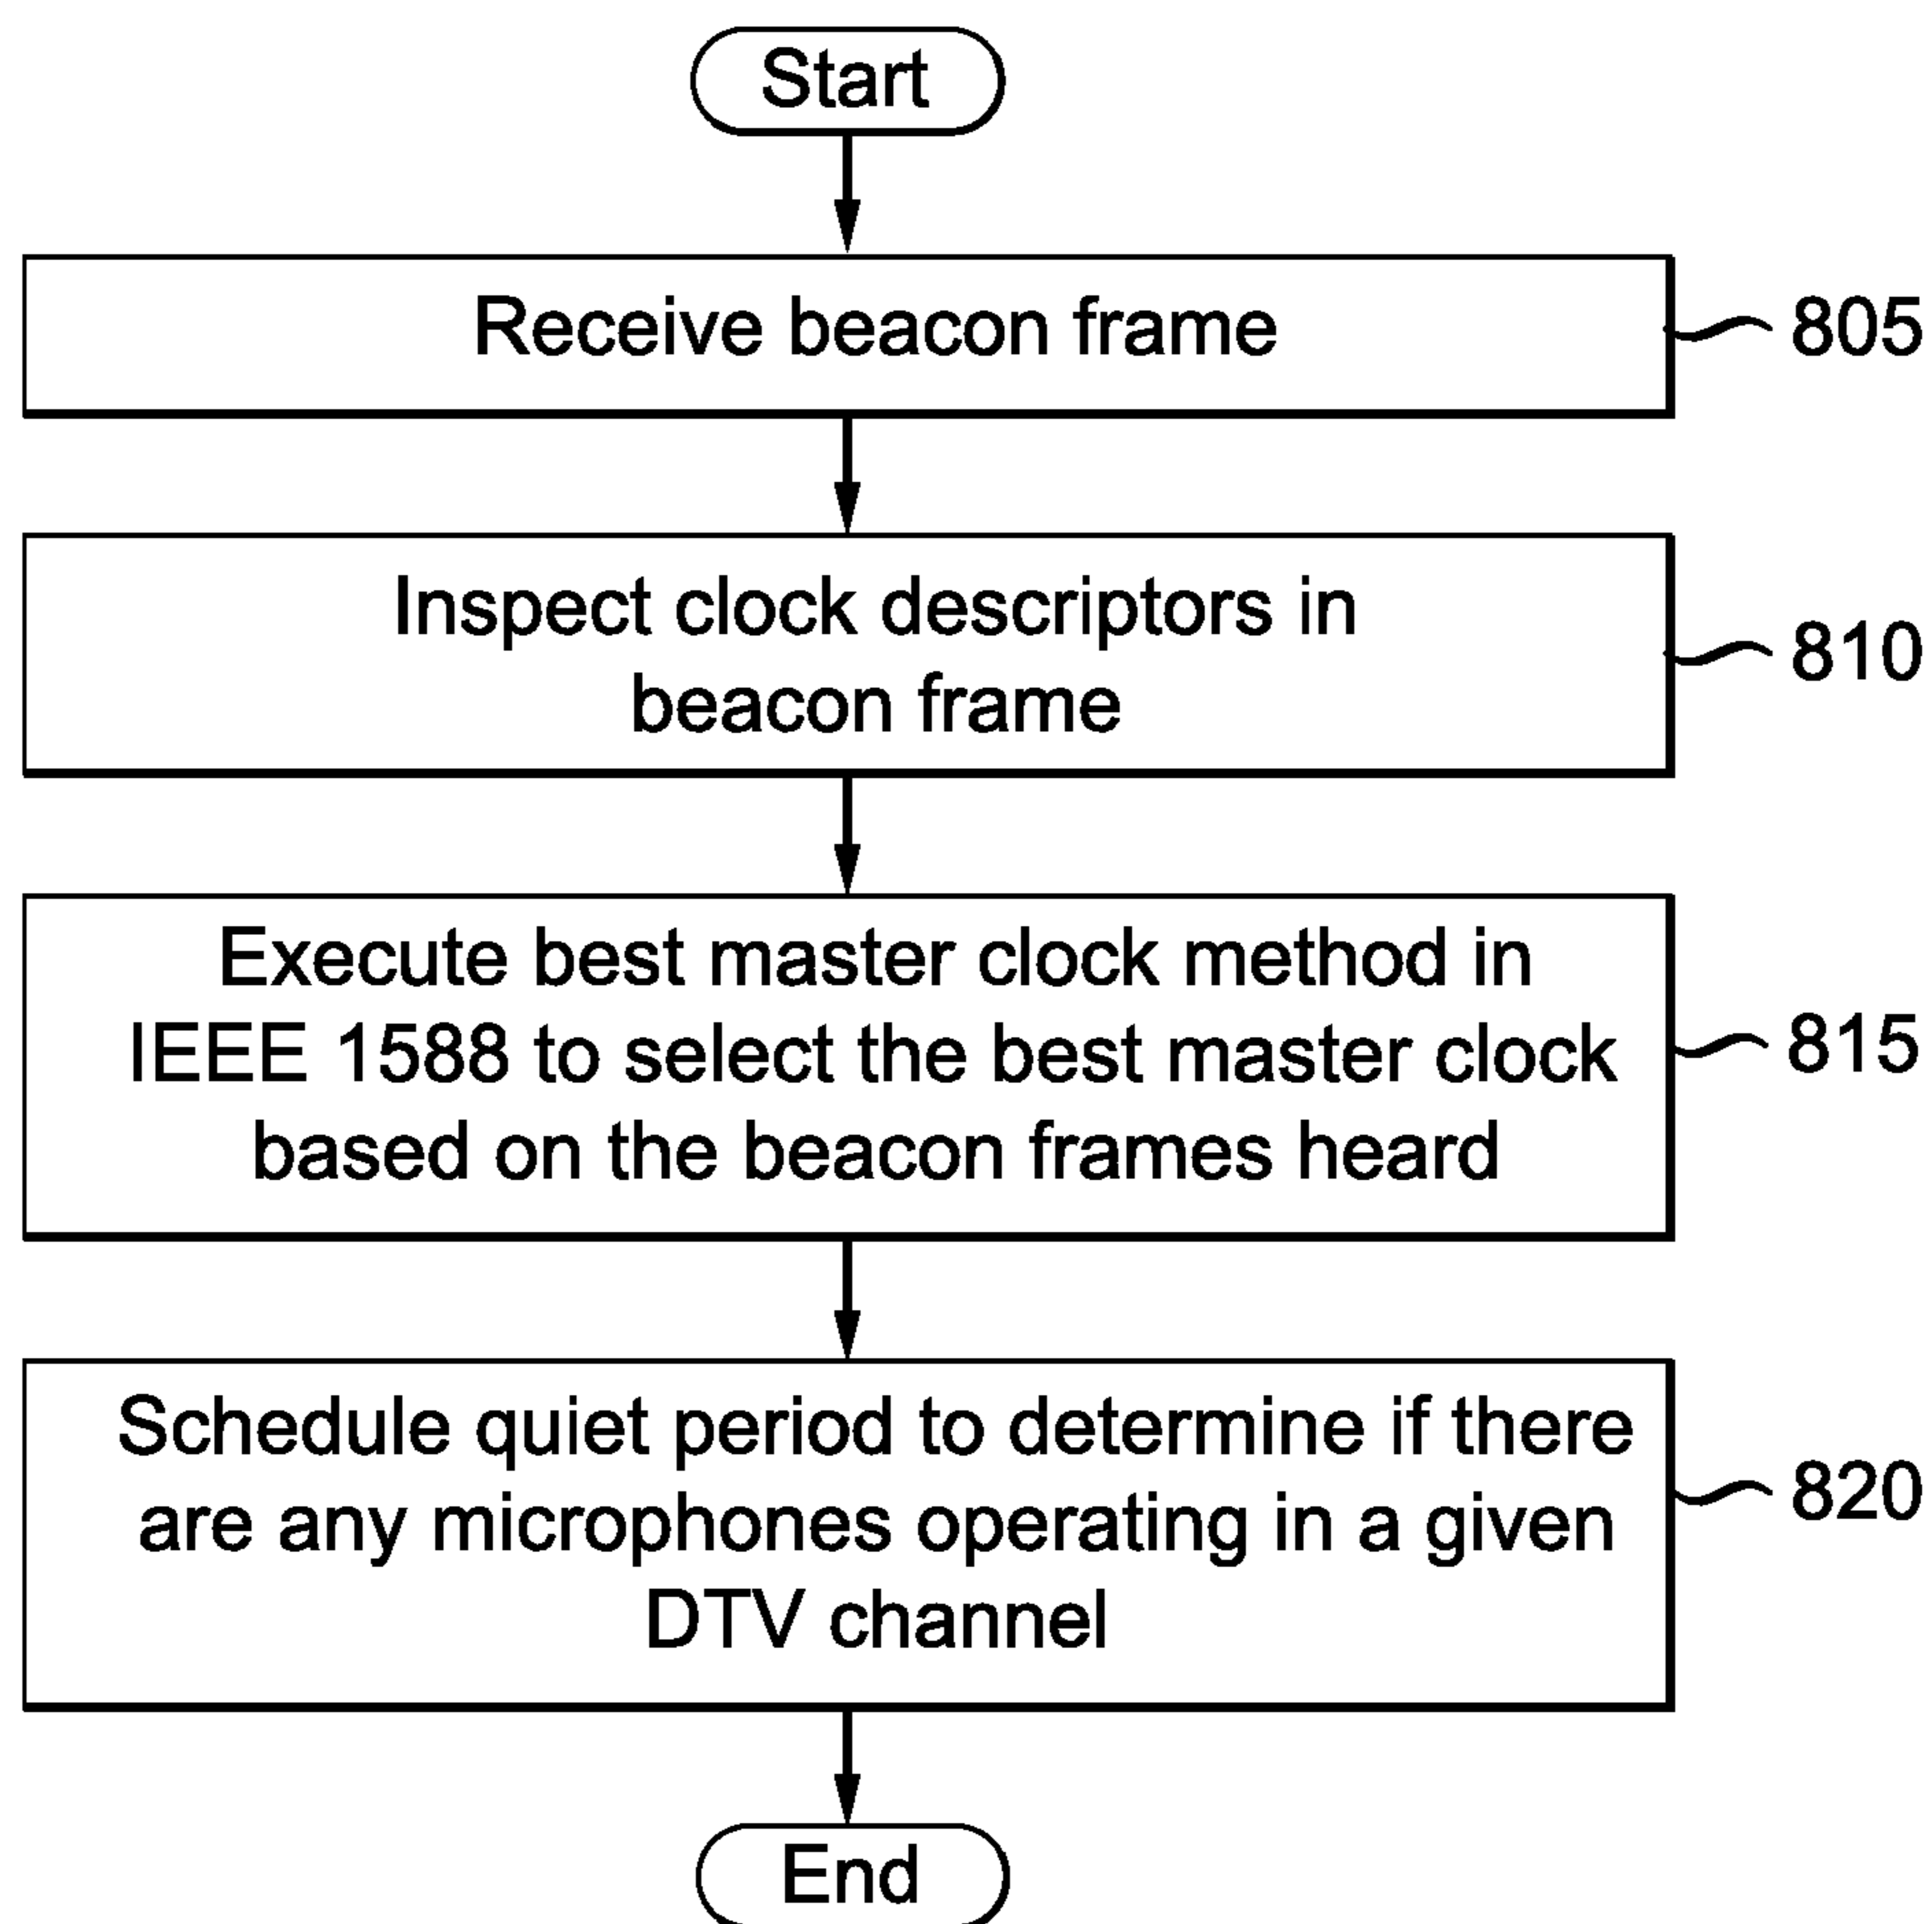 Start
Receive beacon frame
805
Inspect clock descriptors in
beacon frame
810
Execute best master clock method in
IEEE 1588 to select the best master clock
based on the beacon frames heard
815
Schedule quiet period to determine if there
are any microphones operating in a given
DTV channel
820
End